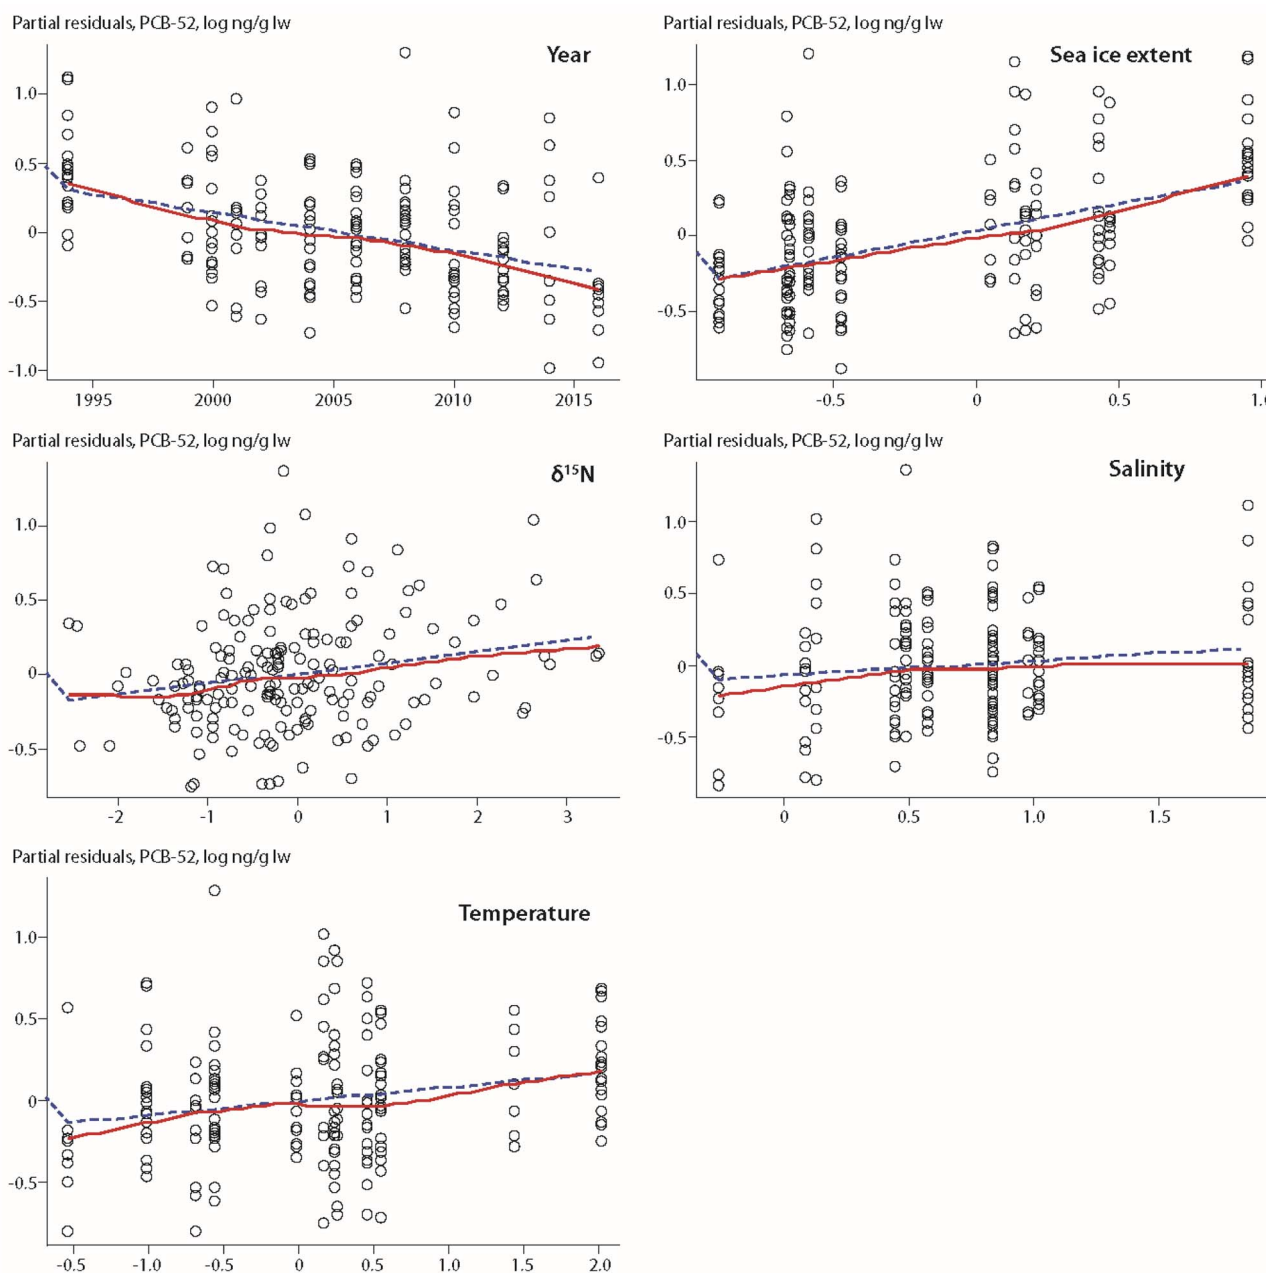 Partial residuals, PCB-52, log ng/g lw
Year
1.0
0.5
0
-0.5
-1.0
1995 2000 2005 2010 2015
Partial residuals, PCB-52, log ng/g lw
Sea ice extent
1.0
0.5
0
-0.5
-0.5 0 0.5 1.0
Partial residuals, PCB-52, log ng/g lw
δ¹⁵N
1.0
0.5
0
-0.5
-2 -1 0 1 2 3
Partial residuals, PCB-52, log ng/g lw
Salinity
1.0
0.5
0
-0.5
0 0.5 1.0 1.5
Partial residuals, PCB-52, log ng/g lw
Temperature
1.0
0.5
0
-0.5
-0.5 -1.0 -0.5 0 0.5 1.0 2.0